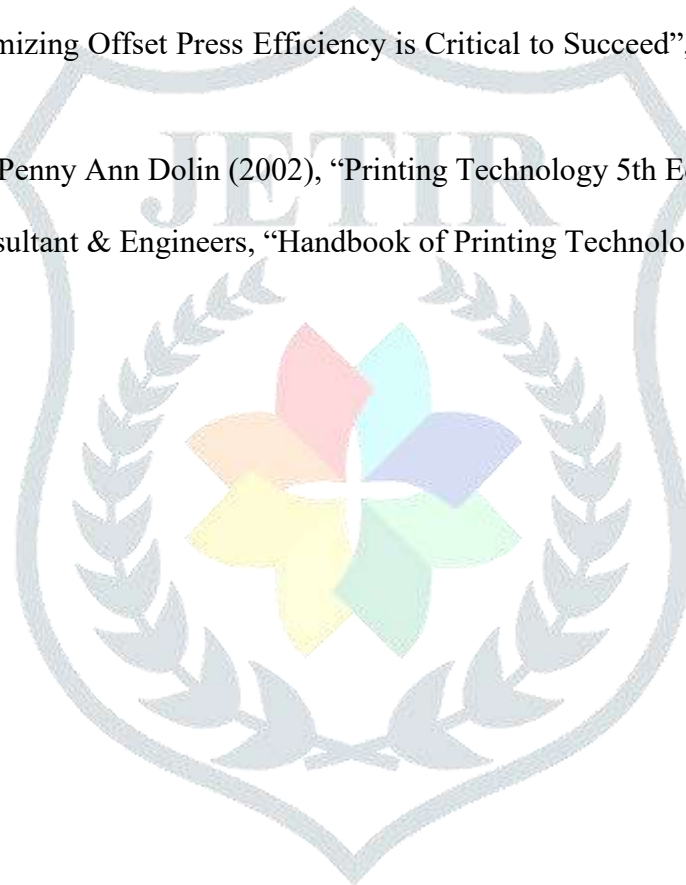 mizing Offset Press Efficiency is Critical to Succeed”,
JETIR
Penny Ann Dolin (2002), “Printing Technology 5th E
sultant & Engineers, “Handbook of Printing Technolo